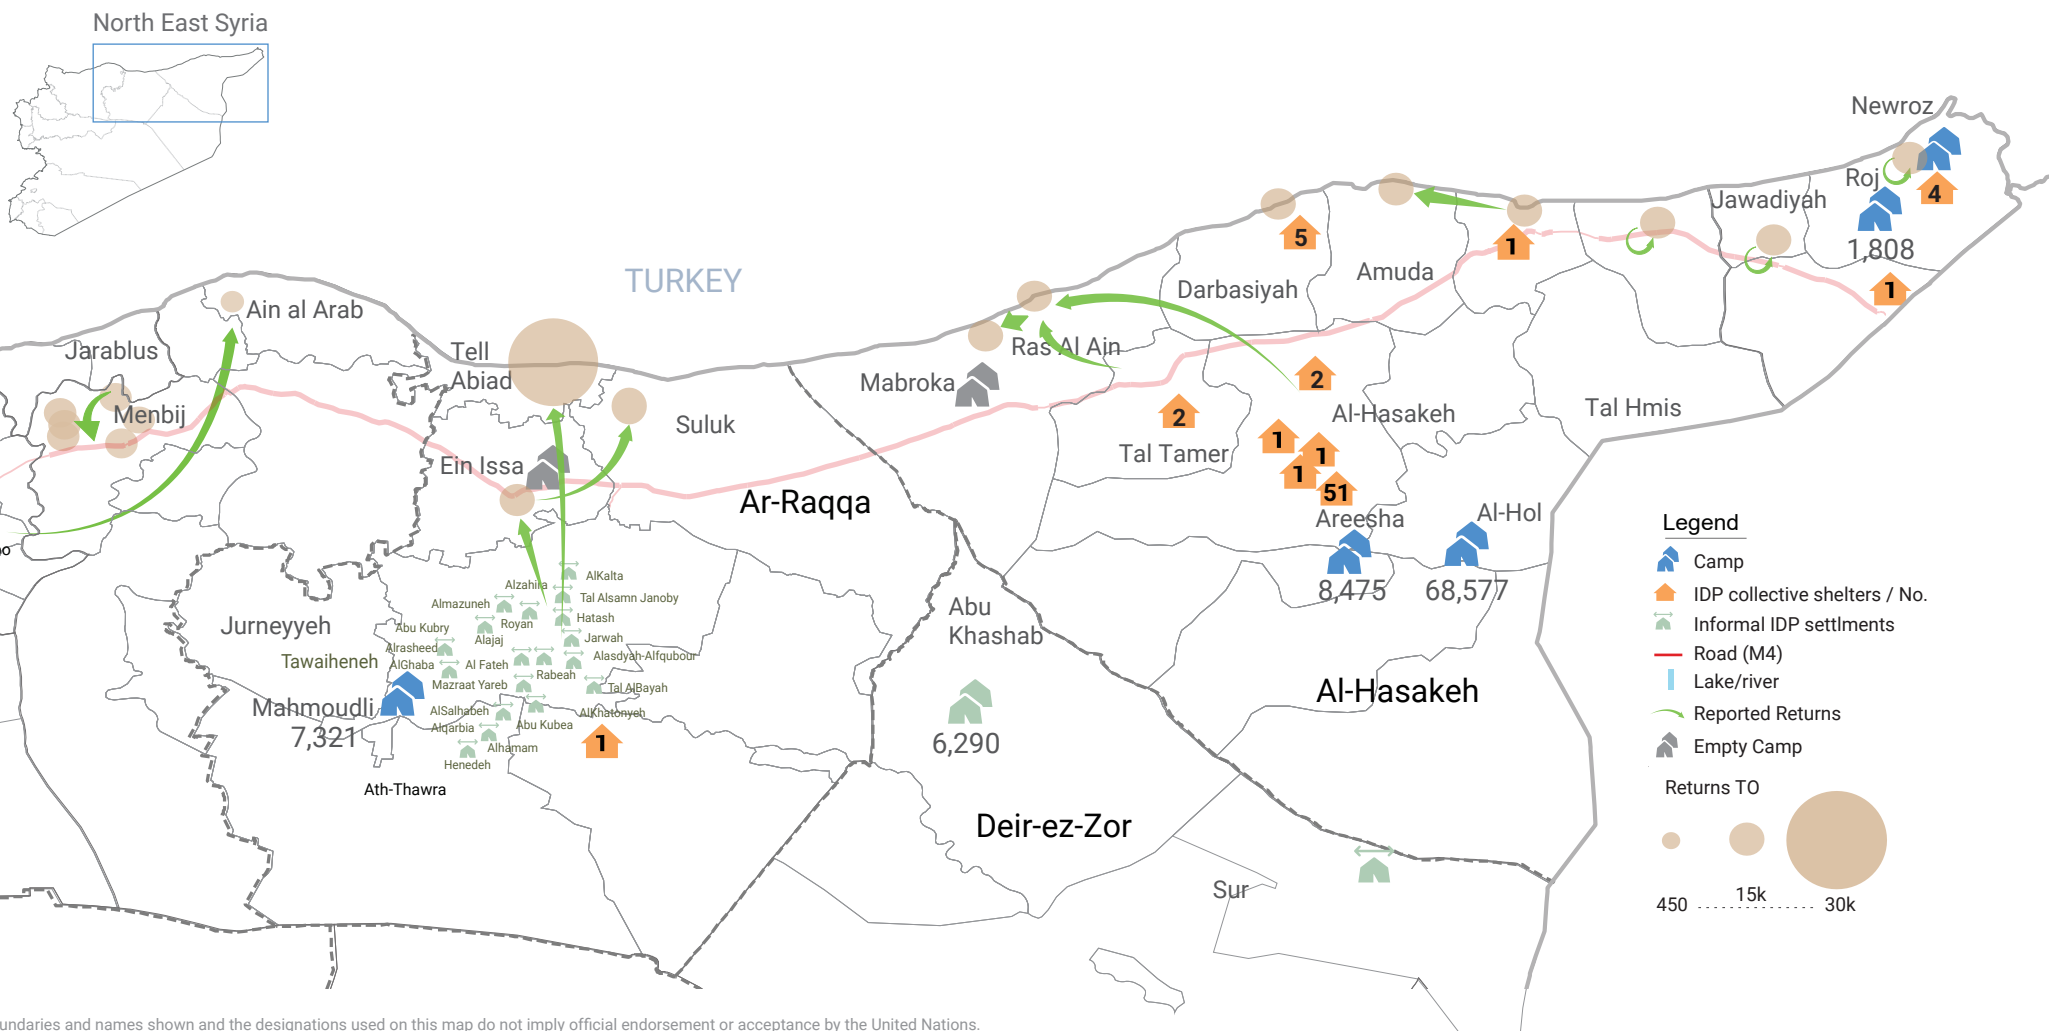 North East Syria
Newroz
Roj
4
Jawadiyah
1,808
5
1
1
TURKEY
Darbasiyah
Amuda
Ain al Arab
Jarablus
Tell
Abiad
Ras Al Ain
Mabroka
Menbij
Suluk
2
2
Al-Hasakeh
Tal Hmis
Tal Tamer
1
1
1
51
Ein Issa
Ar-Raqqa
Areesha
Al-Hol
8,475
68,577
Legend
Camp
IDP collective shelters / No.
Informal IDP settlments
Road (M4)
Lake/river
Reported Returns
Empty Camp
Returns TO
450
15k
30k
AlKalta
Alzahira
Tal Alsamn Janoby
Almazuneh
Hatash
Royan
Abu Kubry
Alajaj
Jarwah
Alrasheed
Alasdyah-Alfqubour
AlGhaba
Al Fateh
Rabeah
Mazraat Yareb
Tal AlBayah
AlSalhabeh
AlKhatonyeh
Alqarbia
Abu Kubea
Alhamam
Henedeh
1
Jurneyyeh
Tawaiheneh
Mahmoudli
7,321
Ath-Thawra
Abu
Khashab
6,290
Al-Hasakeh
Deir-ez-Zor
Sur
undaries and names shown and the designations used on this map do not imply official endorsement or acceptance by the United Nations.